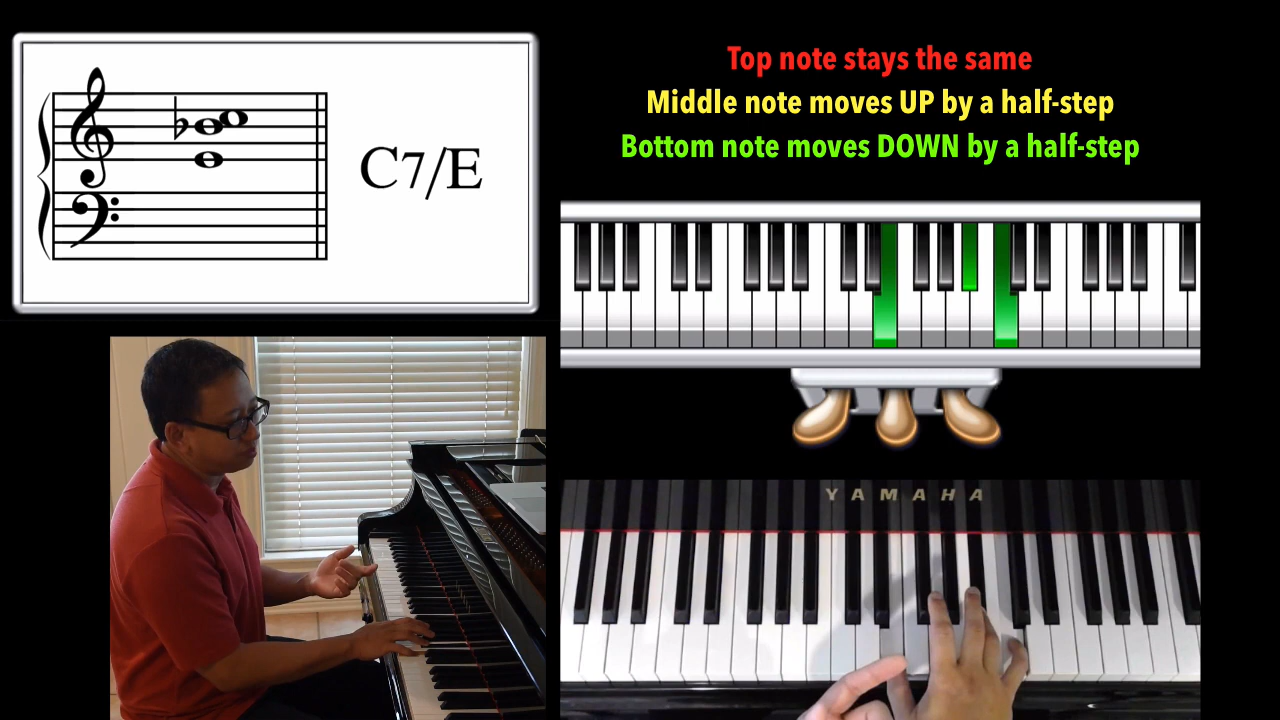 Top note stays the same
Middle note moves UP by a half-step
Bottom note moves DOWN by a half-step
C7/E
YAMAHA